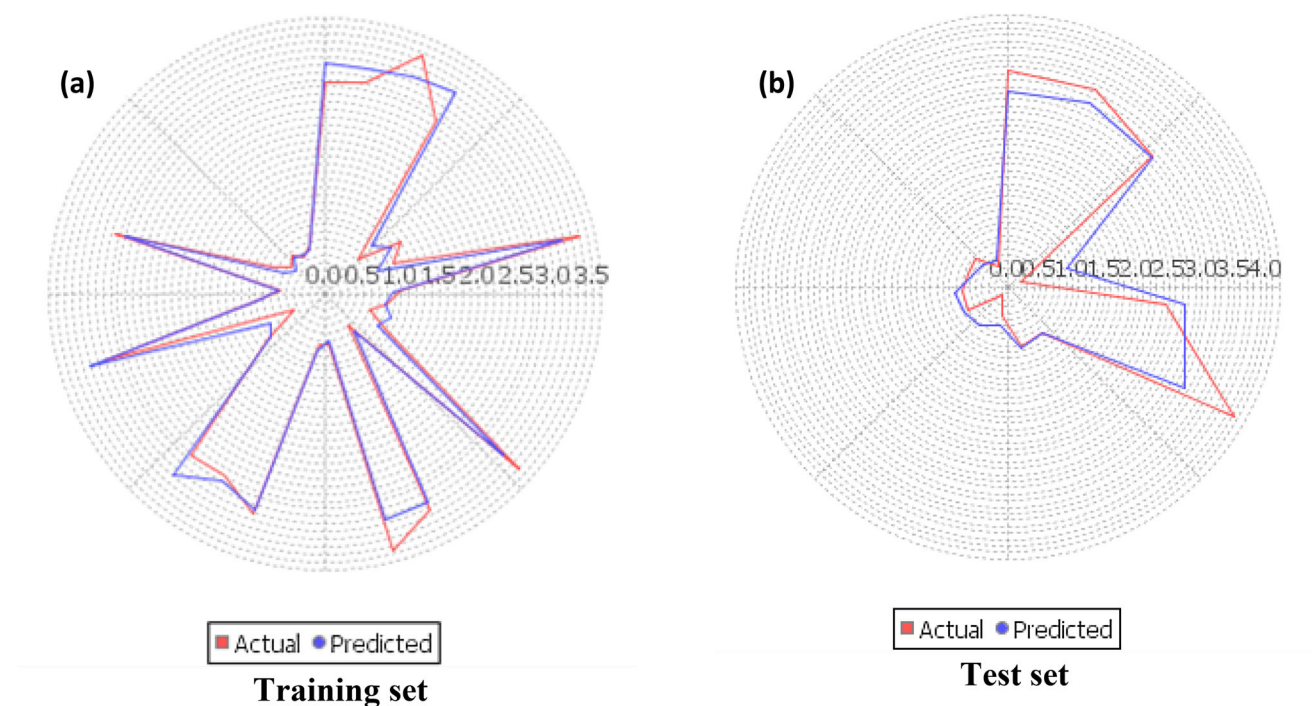 (a)
(b)
0.00.51.01.52.02.53.03.5
0.00.51.01.52.02.53.03.54.0
Actual Predicted
Actual Predicted
Training set
Test set